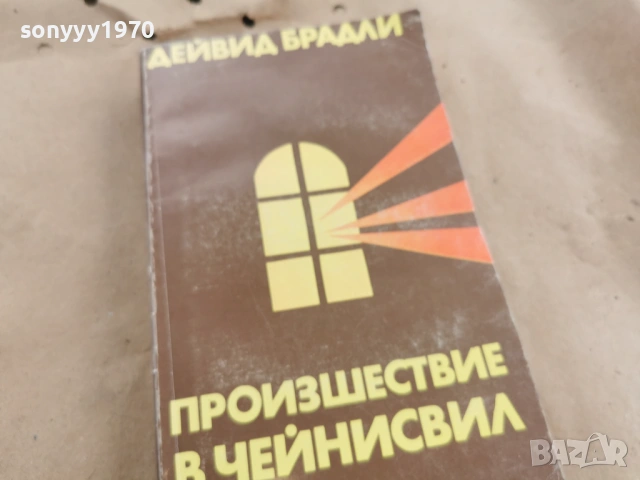 sonyyy1970
ДЕЙВИД БРАДЛИ
ПРОИЗШЕСТВИЕ
В ЧЕЙНИСВИЛ
BAZAR